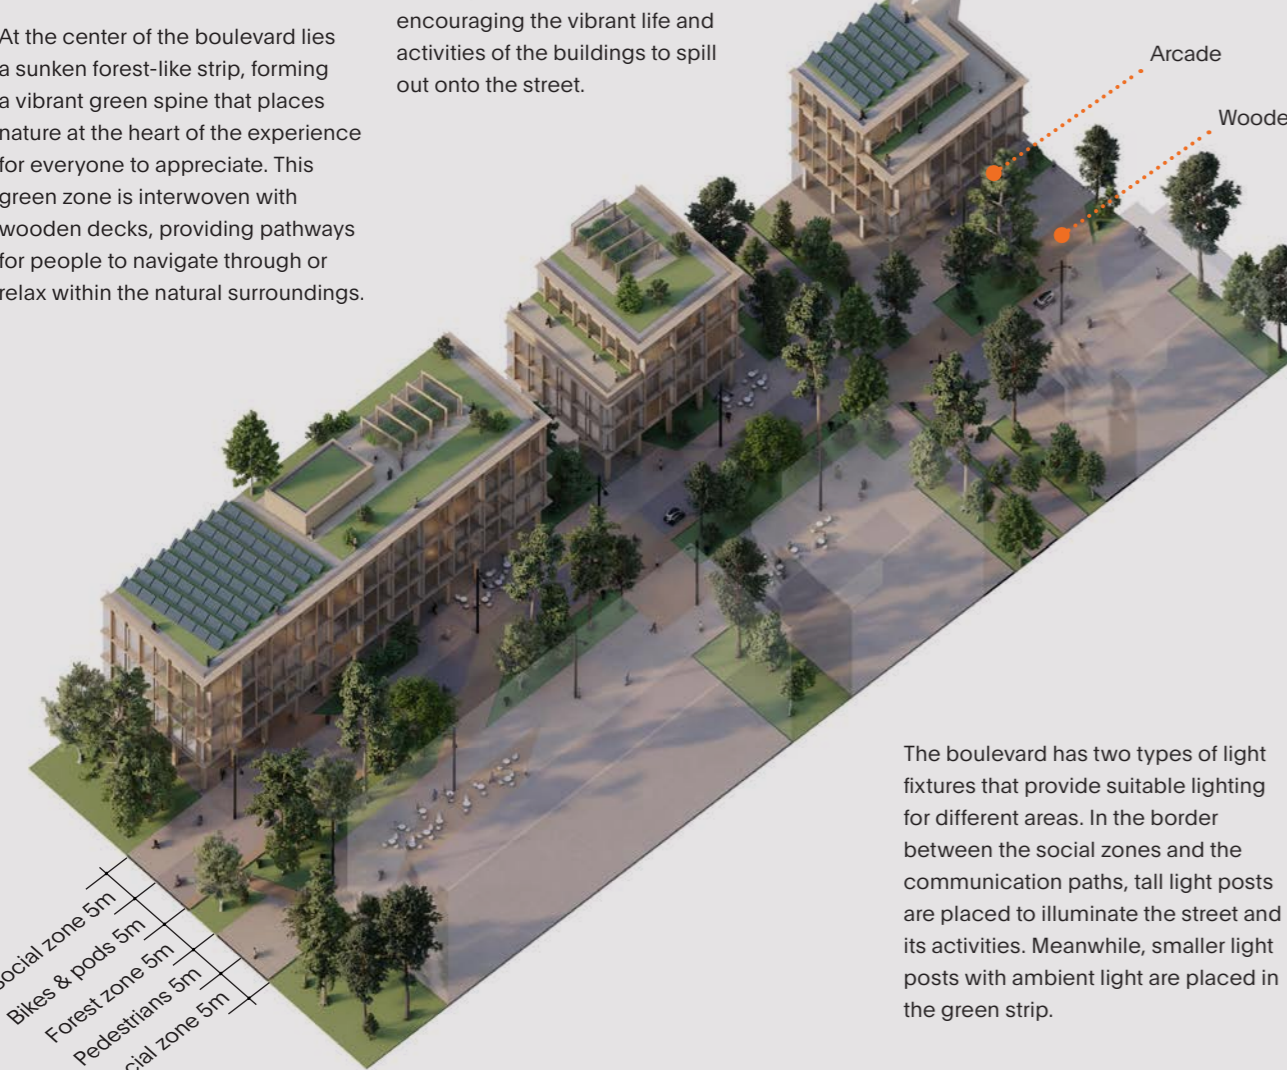 At the center of the boulevard lies
a sunken forest-like strip, forming
a vibrant green spine that places
nature at the heart of the experience
for everyone to appreciate. This
green zone is interwoven with
wooden decks, providing pathways
for people to navigate through or
relax within the natural surroundings.
encouraging the vibrant life and
activities of the buildings to spill
out onto the street.
Arcade
Woode
Social zone 5m
Bikes & pods 5m
Forest zone 5m
Pedestrians 5m
cial zone 5m
The boulevard has two types of light
fixtures that provide suitable lighting
for different areas. In the border
between the social zones and the
communication paths, tall light posts
are placed to illuminate the street and
its activities. Meanwhile, smaller light
posts with ambient light are placed in
the green strip.